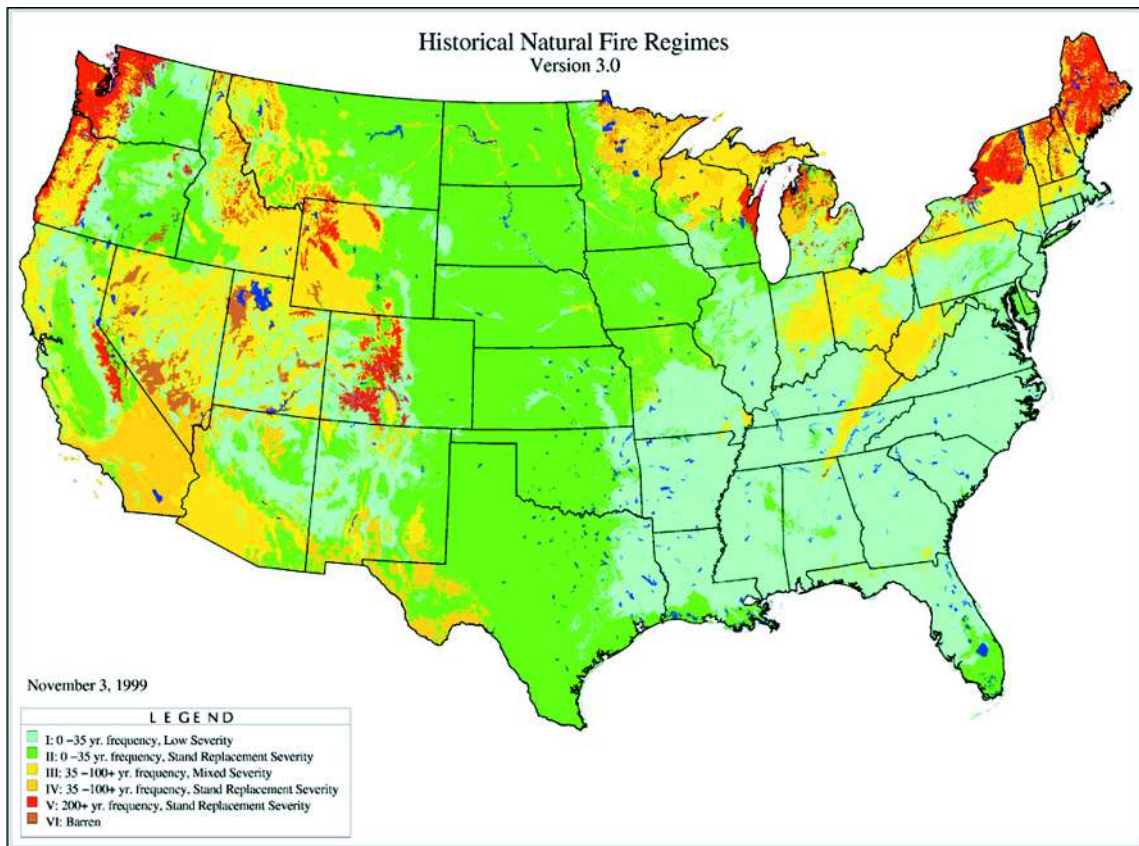 Historical Natural Fire Regimes
Version 3.0
November 3, 1999
LEGEND
I: 0 –35 yr. frequency, Low Severity
II: 0 –35 yr. frequency, Stand Replacement Severity
III: 35 –100+ yr. frequency, Mixed Severity
IV: 35 –100+ yr. frequency, Stand Replacement Severity
V: 200+ yr. frequency, Stand Replacement Severity
VI: Barren